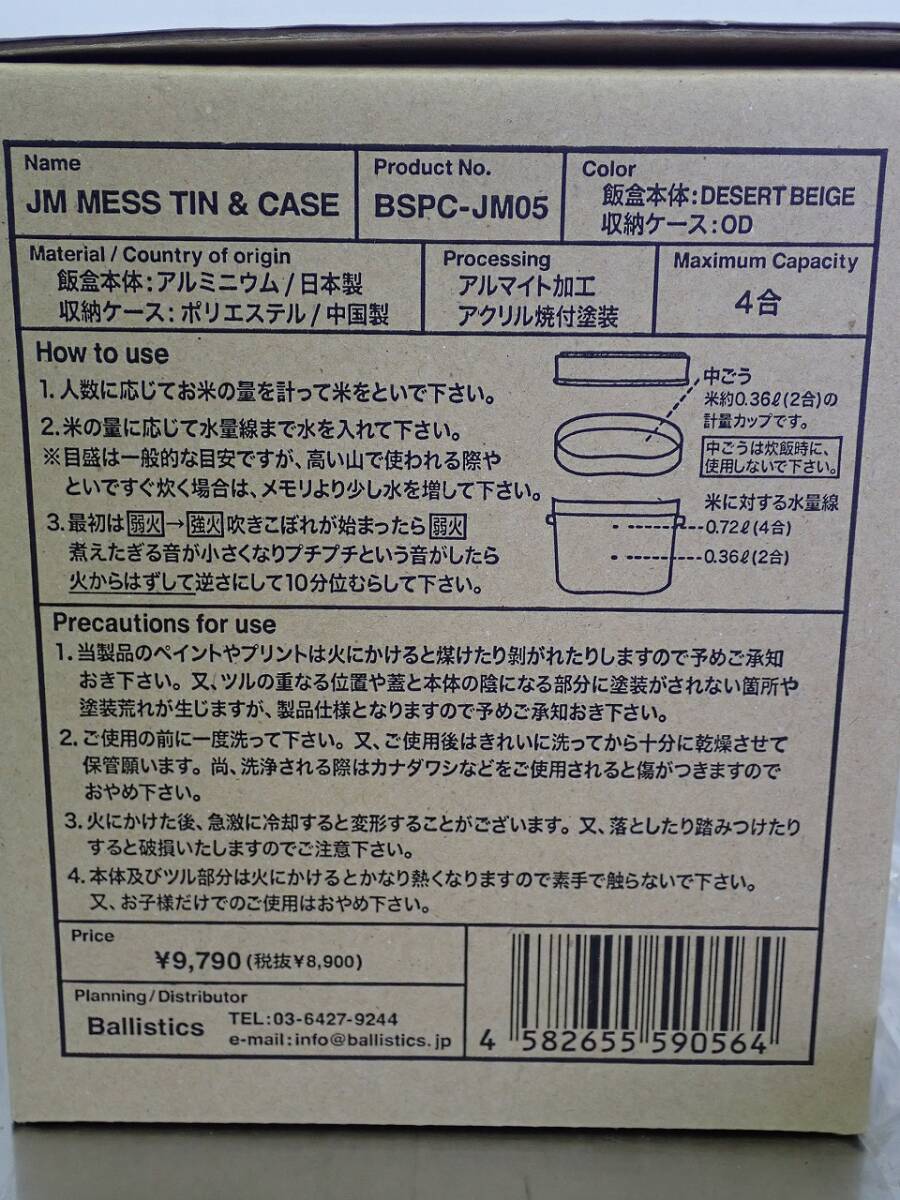 Name
JM MESS TIN & CASE
Product No.
BSPC-JM05
Color
飯盒本体:DESERT BEIGE
収納ケース:OD
Material / Country of origin
飯盒本体:アルミニウム/日本製
収納ケース:ポリエステル/中国製
Processing
アルマイト加工
アクリル焼付塗装
Maximum Capacity
4合
How to use
1.人数に応じてお米の量を計って米をといで下さい。
2.米の量に応じて水量線まで水を入れて下さい。
※目盛は一般的な目安ですが、高い山で使われる際や
といですぐ炊く場合は、メモリより少し水を増して下さい。
3.最初は弱火→強火吹きこぼれが始まったら弱火
煮えたぎる音が小さくなりプチプチという音がしたら
火からはずして逆さにして10分位むらして下さい。
中ごう
米約0.36ℓ(2合)の
計量カップです。
中ごうは炊飯時に、
使用しないで下さい。
米に対する水量線
0.72ℓ(4合)
0.36ℓ(2合)
Precautions for use
1.当製品のペイントやプリントは火にかけると煤けたり剝がれたりしますので予めご承知
おき下さい。又、ツルの重なる位置や蓋と本体の陰になる部分に塗装がされない箇所や
塗装荒れが生じますが、製品仕様となりますので予めご承知おき下さい。
2.ご使用の前に一度洗って下さい。又、ご使用後はきれいに洗ってから十分に乾燥させて
保管願います。尚、洗浄される際はカナダワシなどをご使用されると傷がつきますので
おやめ下さい。
3.火にかけた後、急激に冷却すると変形することがございます。又、落としたり踏みつけたり
すると破損いたしますのでご注意下さい。
4.本体及びツル部分は火にかけるとかなり熱くなりますので素手で触らないで下さい。
又、お子様だけでのご使用はおやめ下さい。
Price
¥9,790(税抜¥8,900)
Planning/Distributor
Ballistics
TEL:03-6427-9244
e-mail:info@ballistics.jp
4 582655 590564